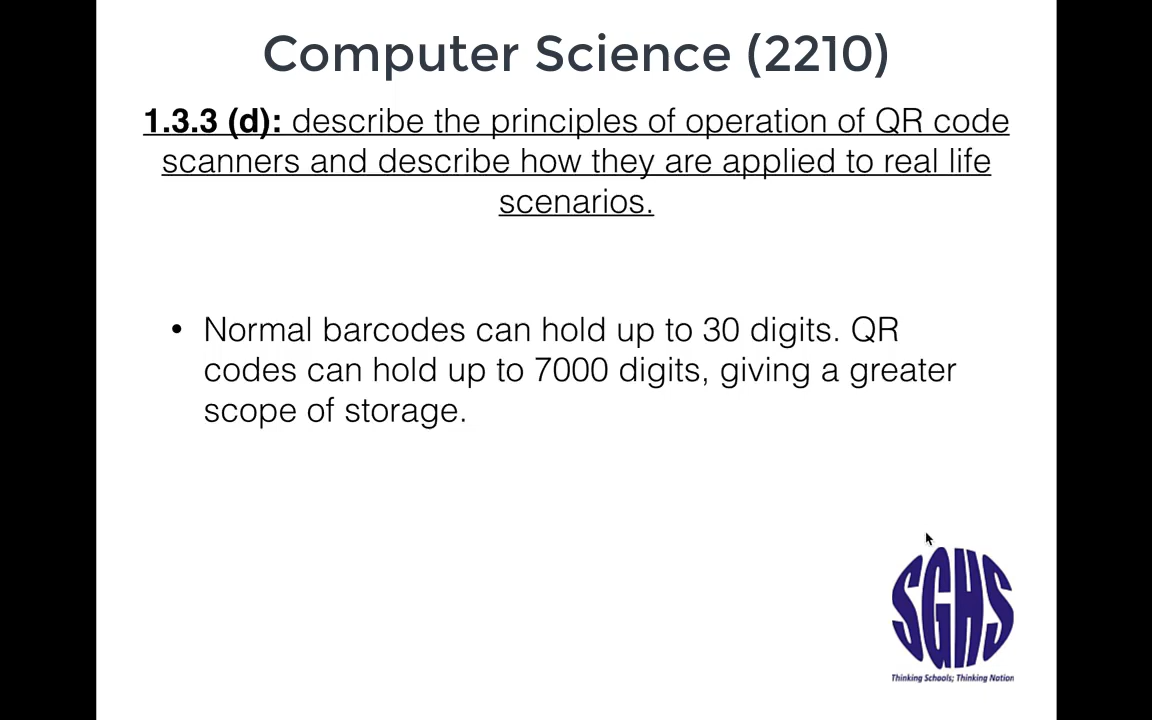 Computer Science (2210)
1.3.3 (d): describe the principles of operation of QR code
scanners and describe how they are applied to real life
scenarios.
• Normal barcodes can hold up to 30 digits. QR
codes can hold up to 7000 digits, giving a greater
scope of storage.
SGHS
Thinking Schools; Thinking Nation